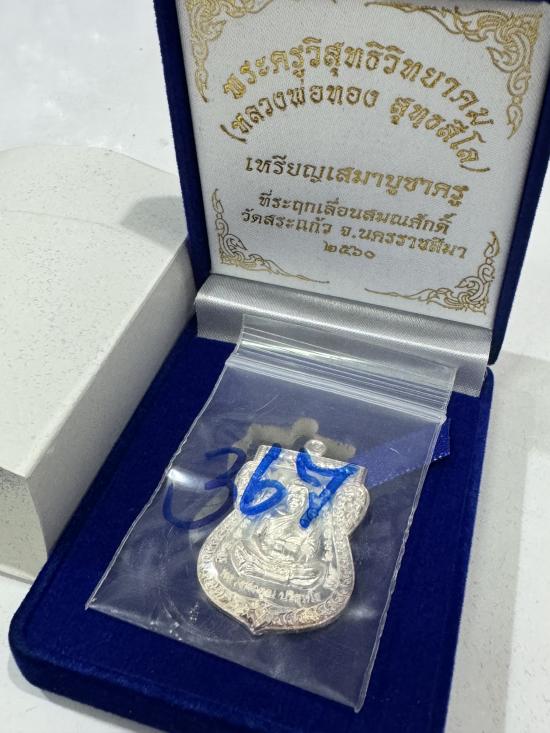 พระครูวิสุทธิวิทยาคม
(หลวงพ่อทอง สุทธสีโล)
เหรียญเสมาบูชาครู
ที่ระฤกเลื่อนสมณศักดิ์
วัดสระแก้ว จ.นครราชสีมา
๒๕๖๐
367